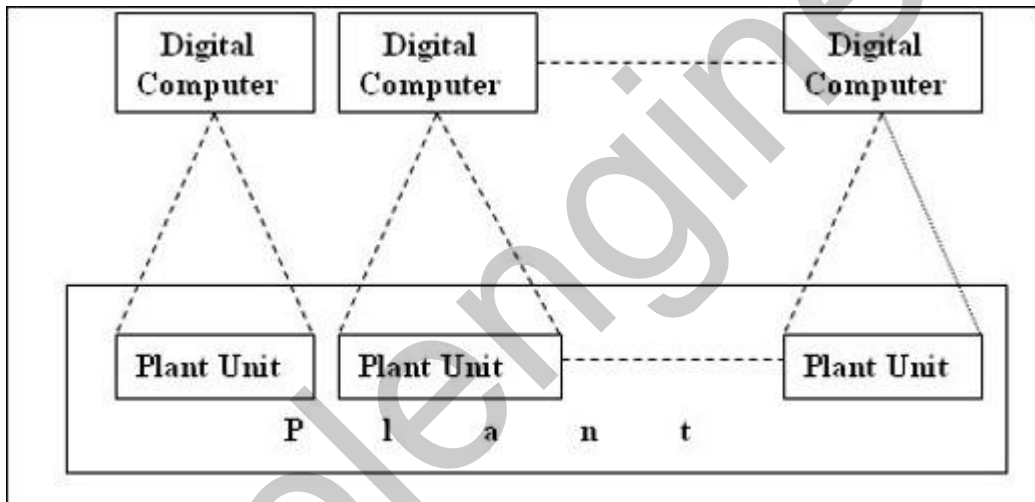 Digital
Computer
Digital
Computer
Digital
Computer
Plant Unit
Plant Unit
Plant Unit
P l a n t